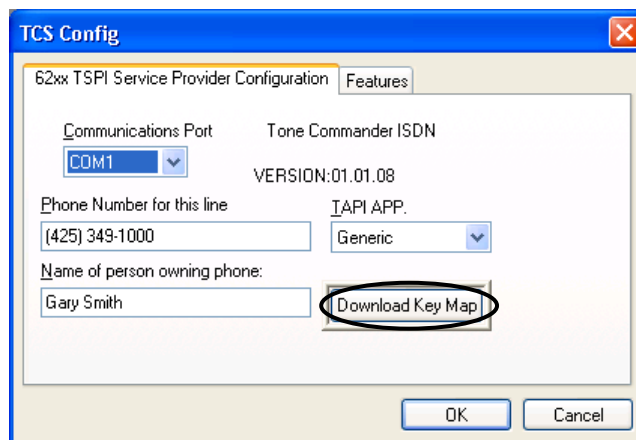 TCS Config
62xx TSPI Service Provider Configuration
Features
Communications Port
Tone Commander ISDN
COM1
VERSION:01.01.08
Phone Number for this line
TAPI APP.
(425) 349-1000
Generic
Name of person owning phone:
Gary Smith
Download Key Map
OK
Cancel